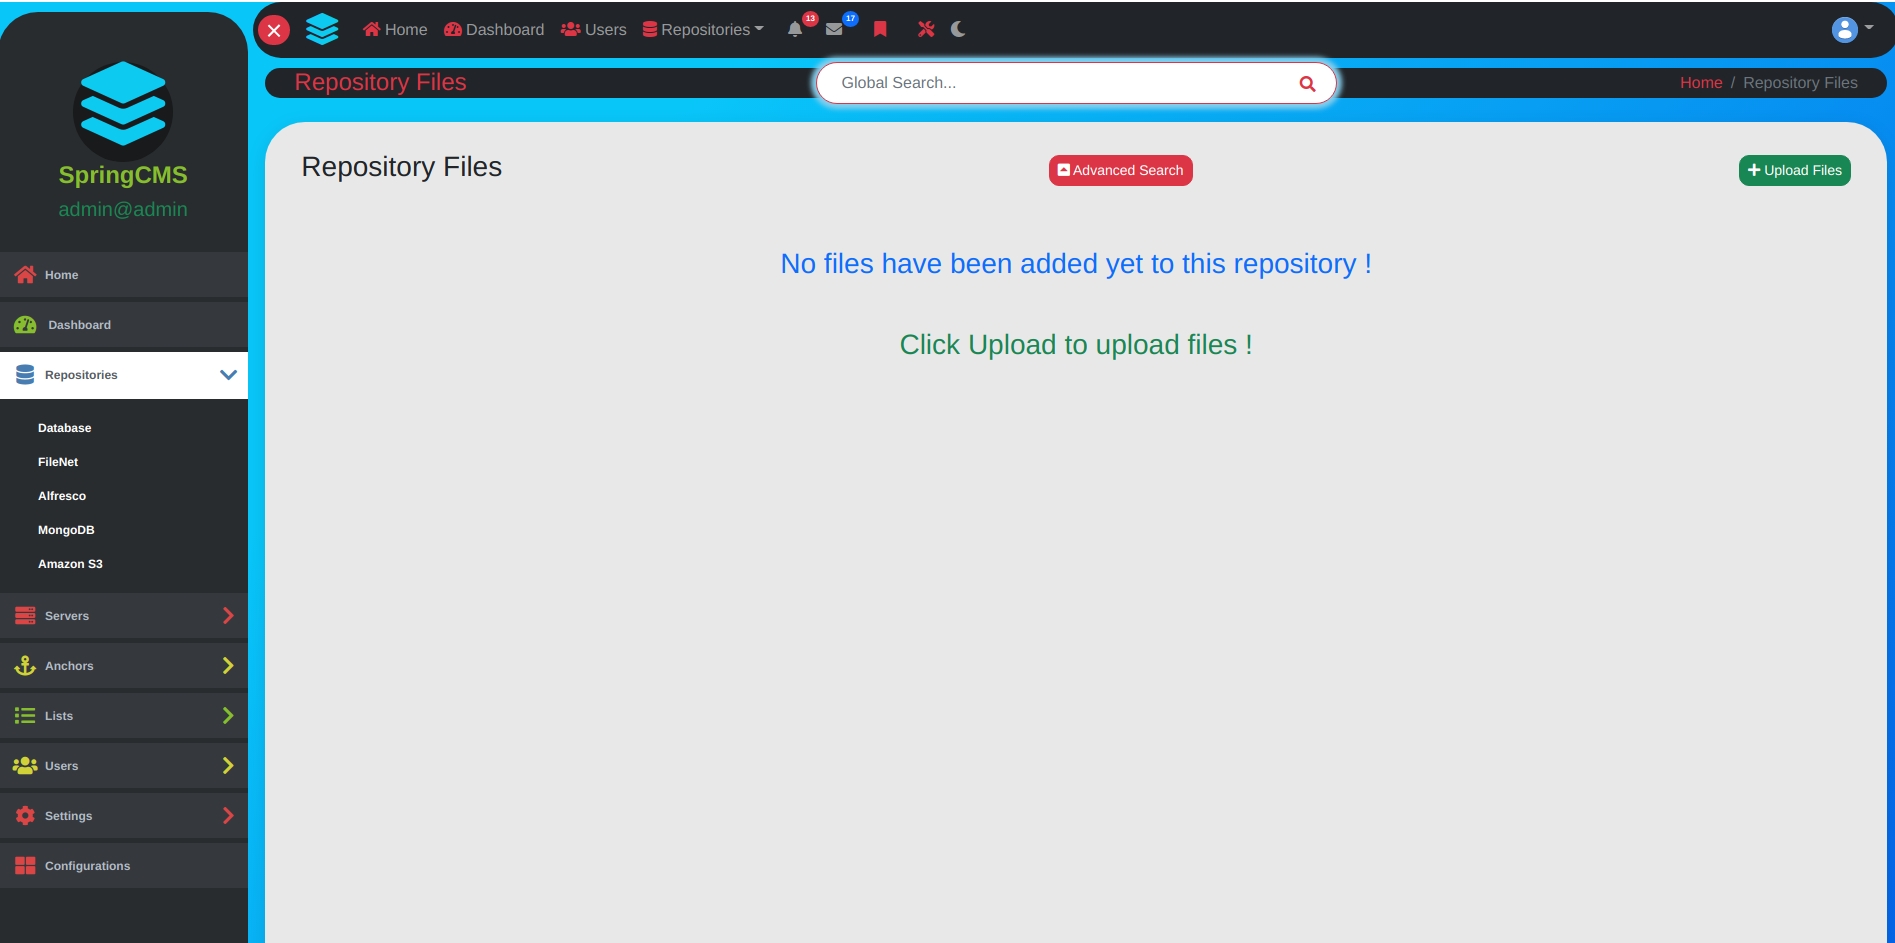 SpringCMS
admin@admin
Home
Dashboard
Repositories
Database
FileNet
Alfresco
MongoDB
Amazon S3
Servers
Anchors
Lists
Users
Settings
Configurations
Home Dashboard Users Repositories 13 17
Repository Files Global Search... Home / Repository Files
Repository Files Advanced Search Upload Files
No files have been added yet to this repository !
Click Upload to upload files !